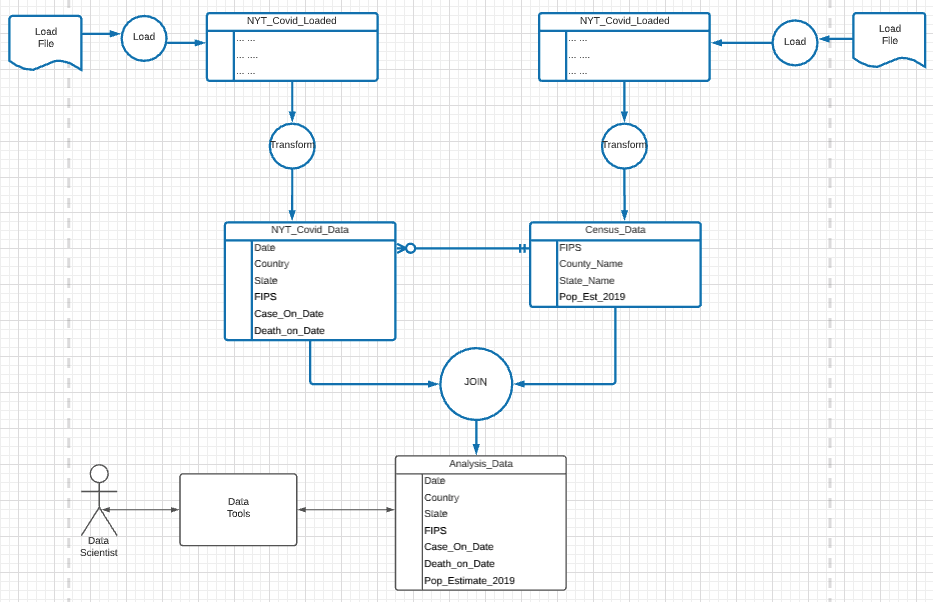 Load
File
Load
NYT_Covid_Loaded
... ...
... ....
... ...
NYT_Covid_Loaded
... ...
... ....
... ...
Load
Load
File
Transform
Transform
NYT_Covid_Data
Date
Country
State
FIPS
Case_On_Date
Death_on_Date
Census_Data
FIPS
County_Name
State_Name
Pop_Est_2019
JOIN
Analysis_Data
Date
Country
State
FIPS
Case_On_Date
Death_on_Date
Pop_Estimate_2019
Data
Tools
Data
Scientist